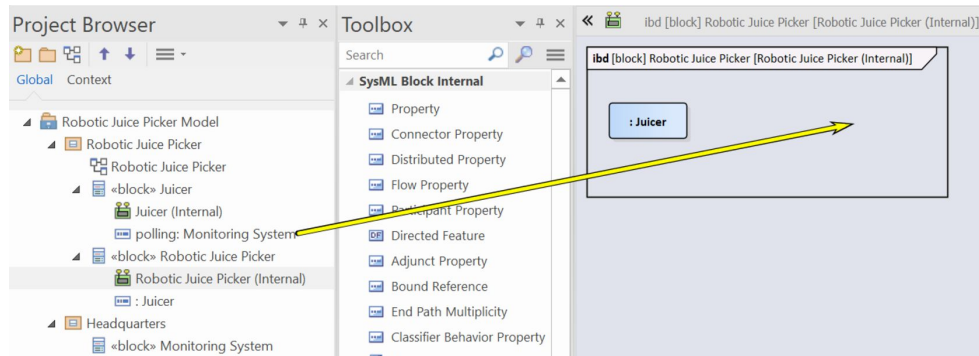 Project Browser
Global Context
Robotic Juice Picker Model
Robotic Juice Picker
Robotic Juice Picker
«block» Juicer
Juicer (Internal)
polling: Monitoring System
«block» Robotic Juice Picker
Robotic Juice Picker (Internal)
: Juicer
Headquarters
«block» Monitoring System
Toolbox
Search
SysML Block Internal
Property
Connector Property
Distributed Property
Flow Property
Participant Property
DF Directed Feature
Adjunct Property
Bound Reference
End Path Multiplicity
Classifier Behavior Property
ibd [block] Robotic Juice Picker [Robotic Juice Picker (Internal)]
ibd [block] Robotic Juice Picker [Robotic Juice Picker (Internal)]
: Juicer